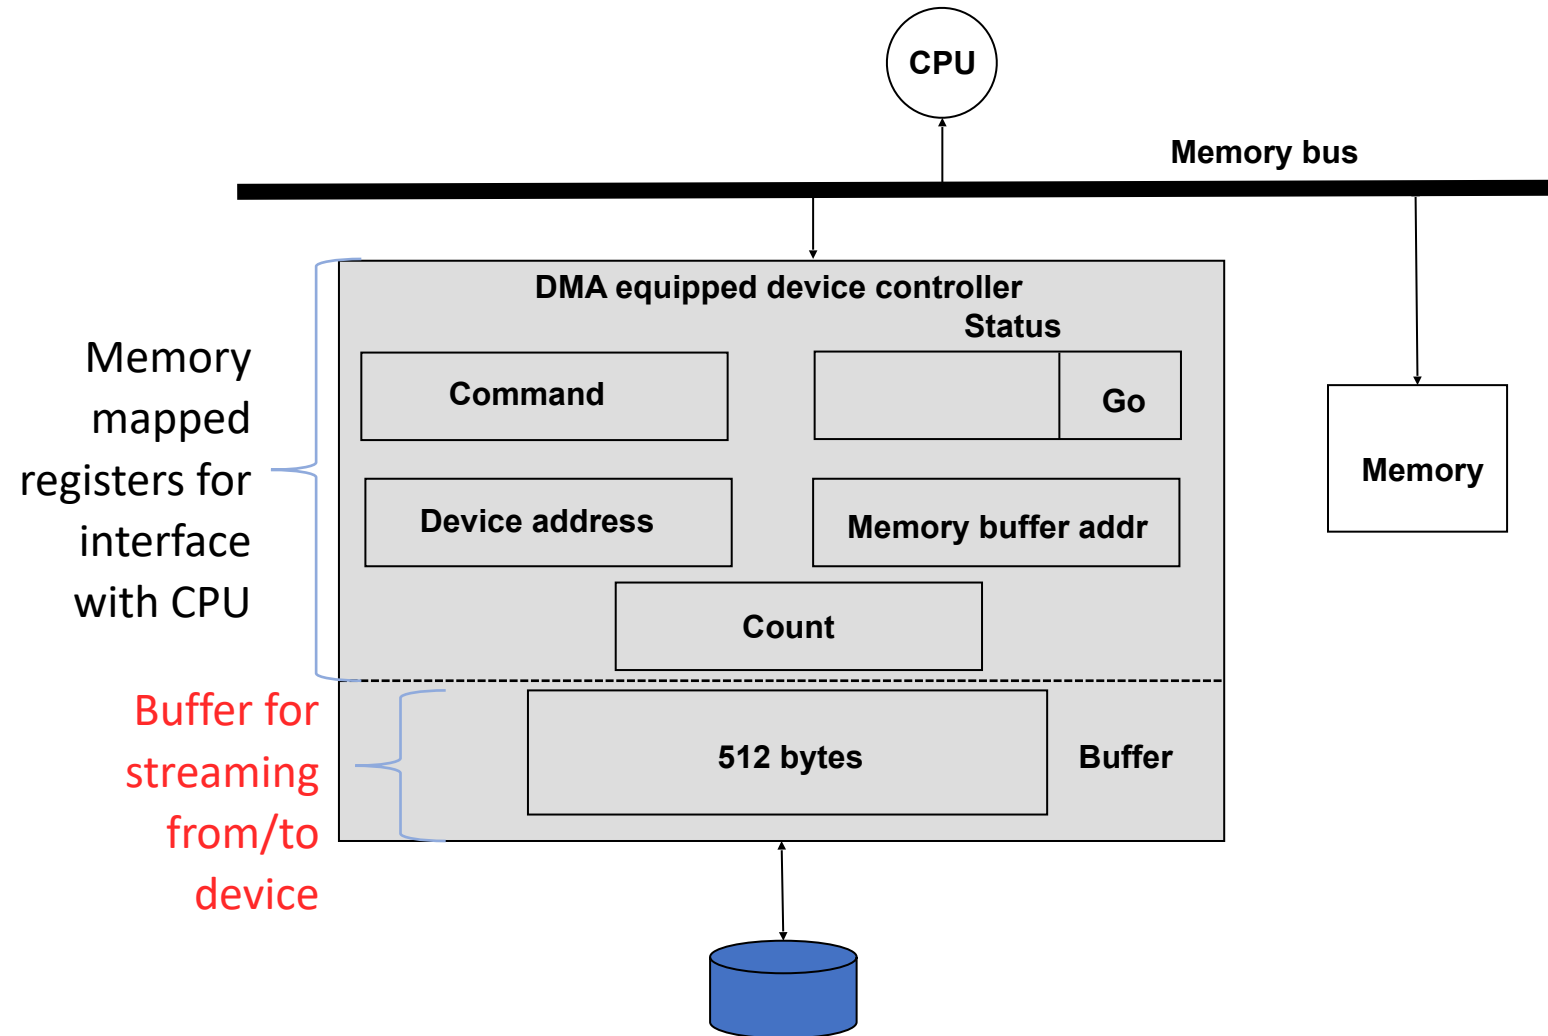 CPU
Memory bus
DMA equipped device controller
Status
Command
Go
Device address
Memory buffer addr
Count
Memory
mapped
registers for
interface
with CPU
Memory
Buffer for
streaming
from/to
device
512 bytes
Buffer